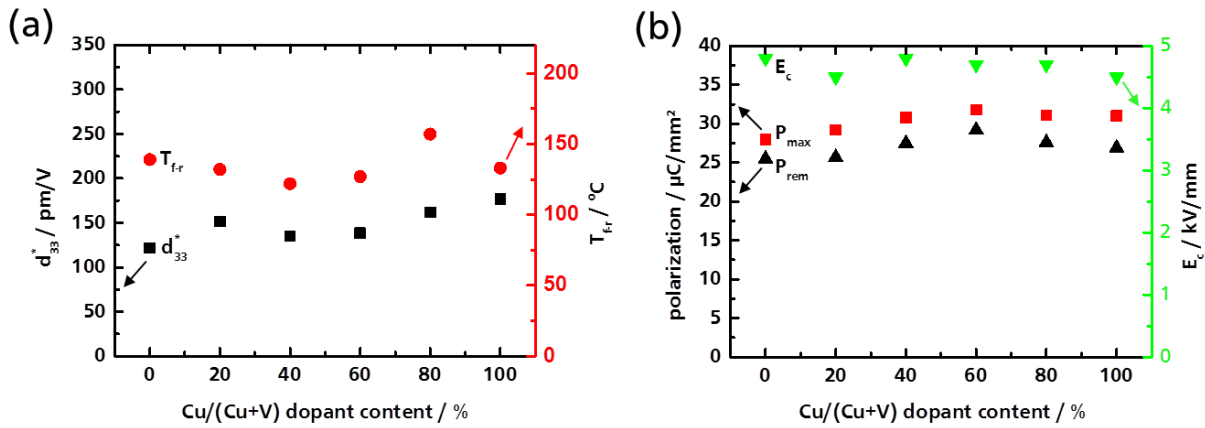 (a)
350
300
250
200
150
100
50
0
d*33 / pm/V
T_f-r
d*33
200
150
100
50
0
T_f-r / ºC
0 20 40 60 80 100
Cu/(Cu+V) dopant content / %
(b)
40
35
30
25
20
15
10
5
0
polarization / µC/mm²
E_c
P_max
P_rem
5
4
3
2
1
0
E_c / kV/mm
0 20 40 60 80 100
Cu/(Cu+V) dopant content / %